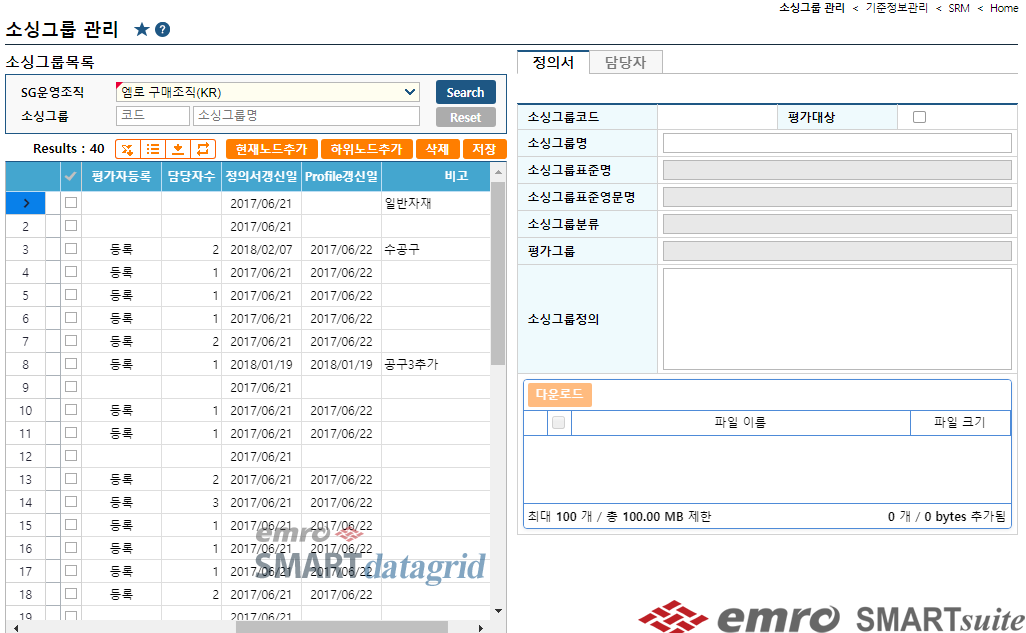 소싱그룹 관리 < 기준정보관리 < SRM < Home
소싱그룹 관리 ★ ?
소싱그룹목록
SG운영조직 엠로 구매조직(KR) Search
소싱그룹 코드 소싱그룹명 Reset
Results : 40 현재노드추가 하위노드추가 삭제 저장
평가자등록 담당자수 정의서갱신일 Profile갱신일 비고
2017/06/21 일반자재
2 2017/06/21
3 등록 2 2018/02/07 2017/06/22 수공구
4 등록 1 2017/06/21 2017/06/22
5 등록 1 2017/06/21 2017/06/22
6 등록 1 2017/06/21 2017/06/22
7 등록 2 2017/06/21 2017/06/22
8 등록 1 2018/01/19 2018/01/19 공구3추가
9 2017/06/21
10 등록 1 2017/06/21 2017/06/22
11 등록 1 2017/06/21 2017/06/22
12 2017/06/21
13 등록 2 2017/06/21 2017/06/22
14 등록 3 2017/06/21 2017/06/22
15 등록 1 2017/06/21 2017/06/22
16 등록 1 2017/06/21 2017/06/22
17 등록 1 2017/06/21 2017/06/22
18 등록 2 2017/06/21 2017/06/22
19 2017/06/21
emro
SMARTdatagrid
정의서 담당자
소싱그룹코드 평가대상
소싱그룹명
소싱그룹표준명
소싱그룹표준영문명
소싱그룹분류
평가그룹
소싱그룹정의
다운로드
파일 이름 파일 크기
최대 100 개 / 총 100.00 MB 제한 0 개 / 0 bytes 추가됨
emro SMARTsuite